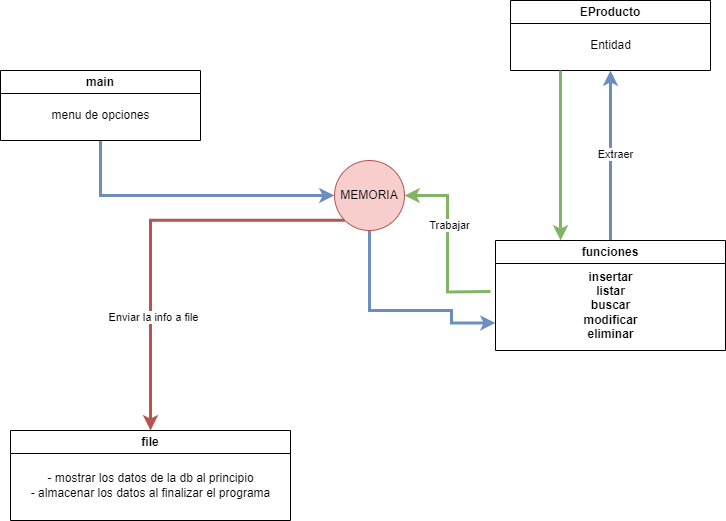 EProducto
Entidad
main
menu de opciones
Extraer
MEMORIA
Trabajar
funciones
insertar
listar
buscar
modificar
eliminar
Enviar la info a file
file
- mostrar los datos de la db al principio
- almacenar los datos al finalizar el programa